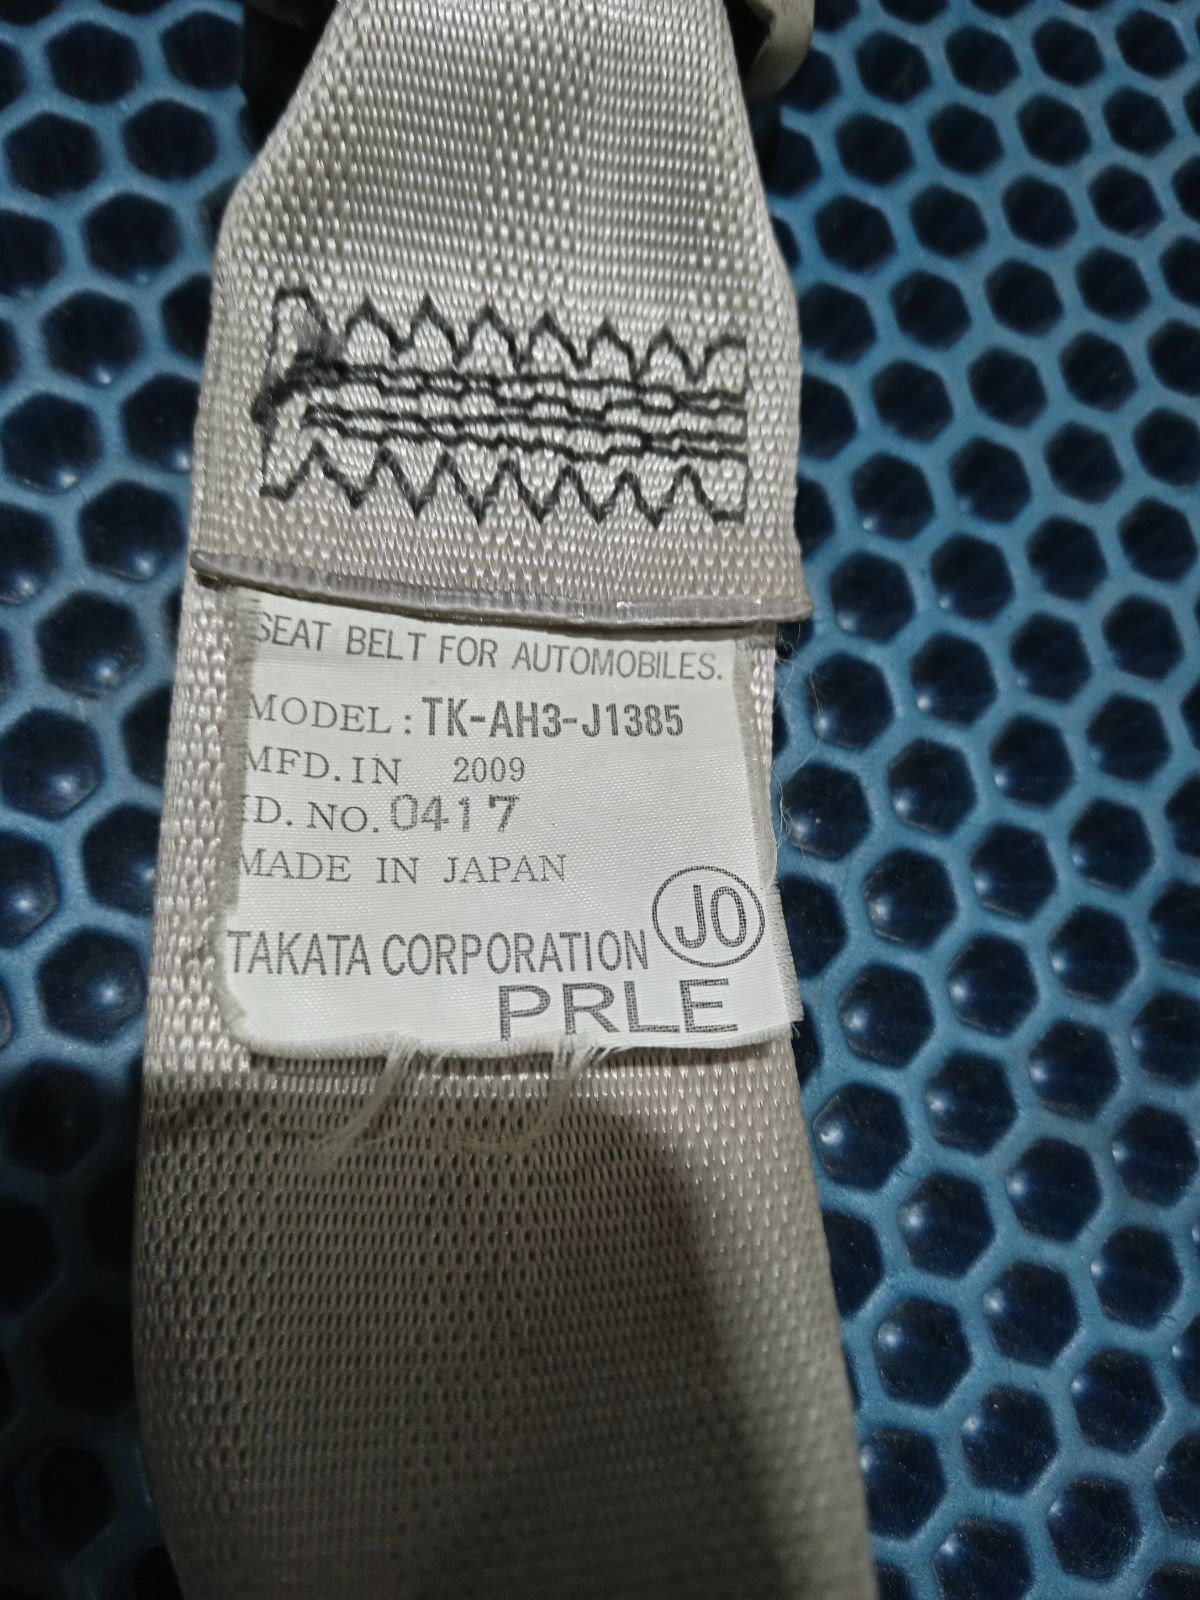 SEAT BELT FOR AUTOMOBILES.
MODEL : TK-AH3-J1385
MFD. IN 2009
ID. NO. 0417
MADE IN JAPAN
TAKATA CORPORATION JO
PRLE